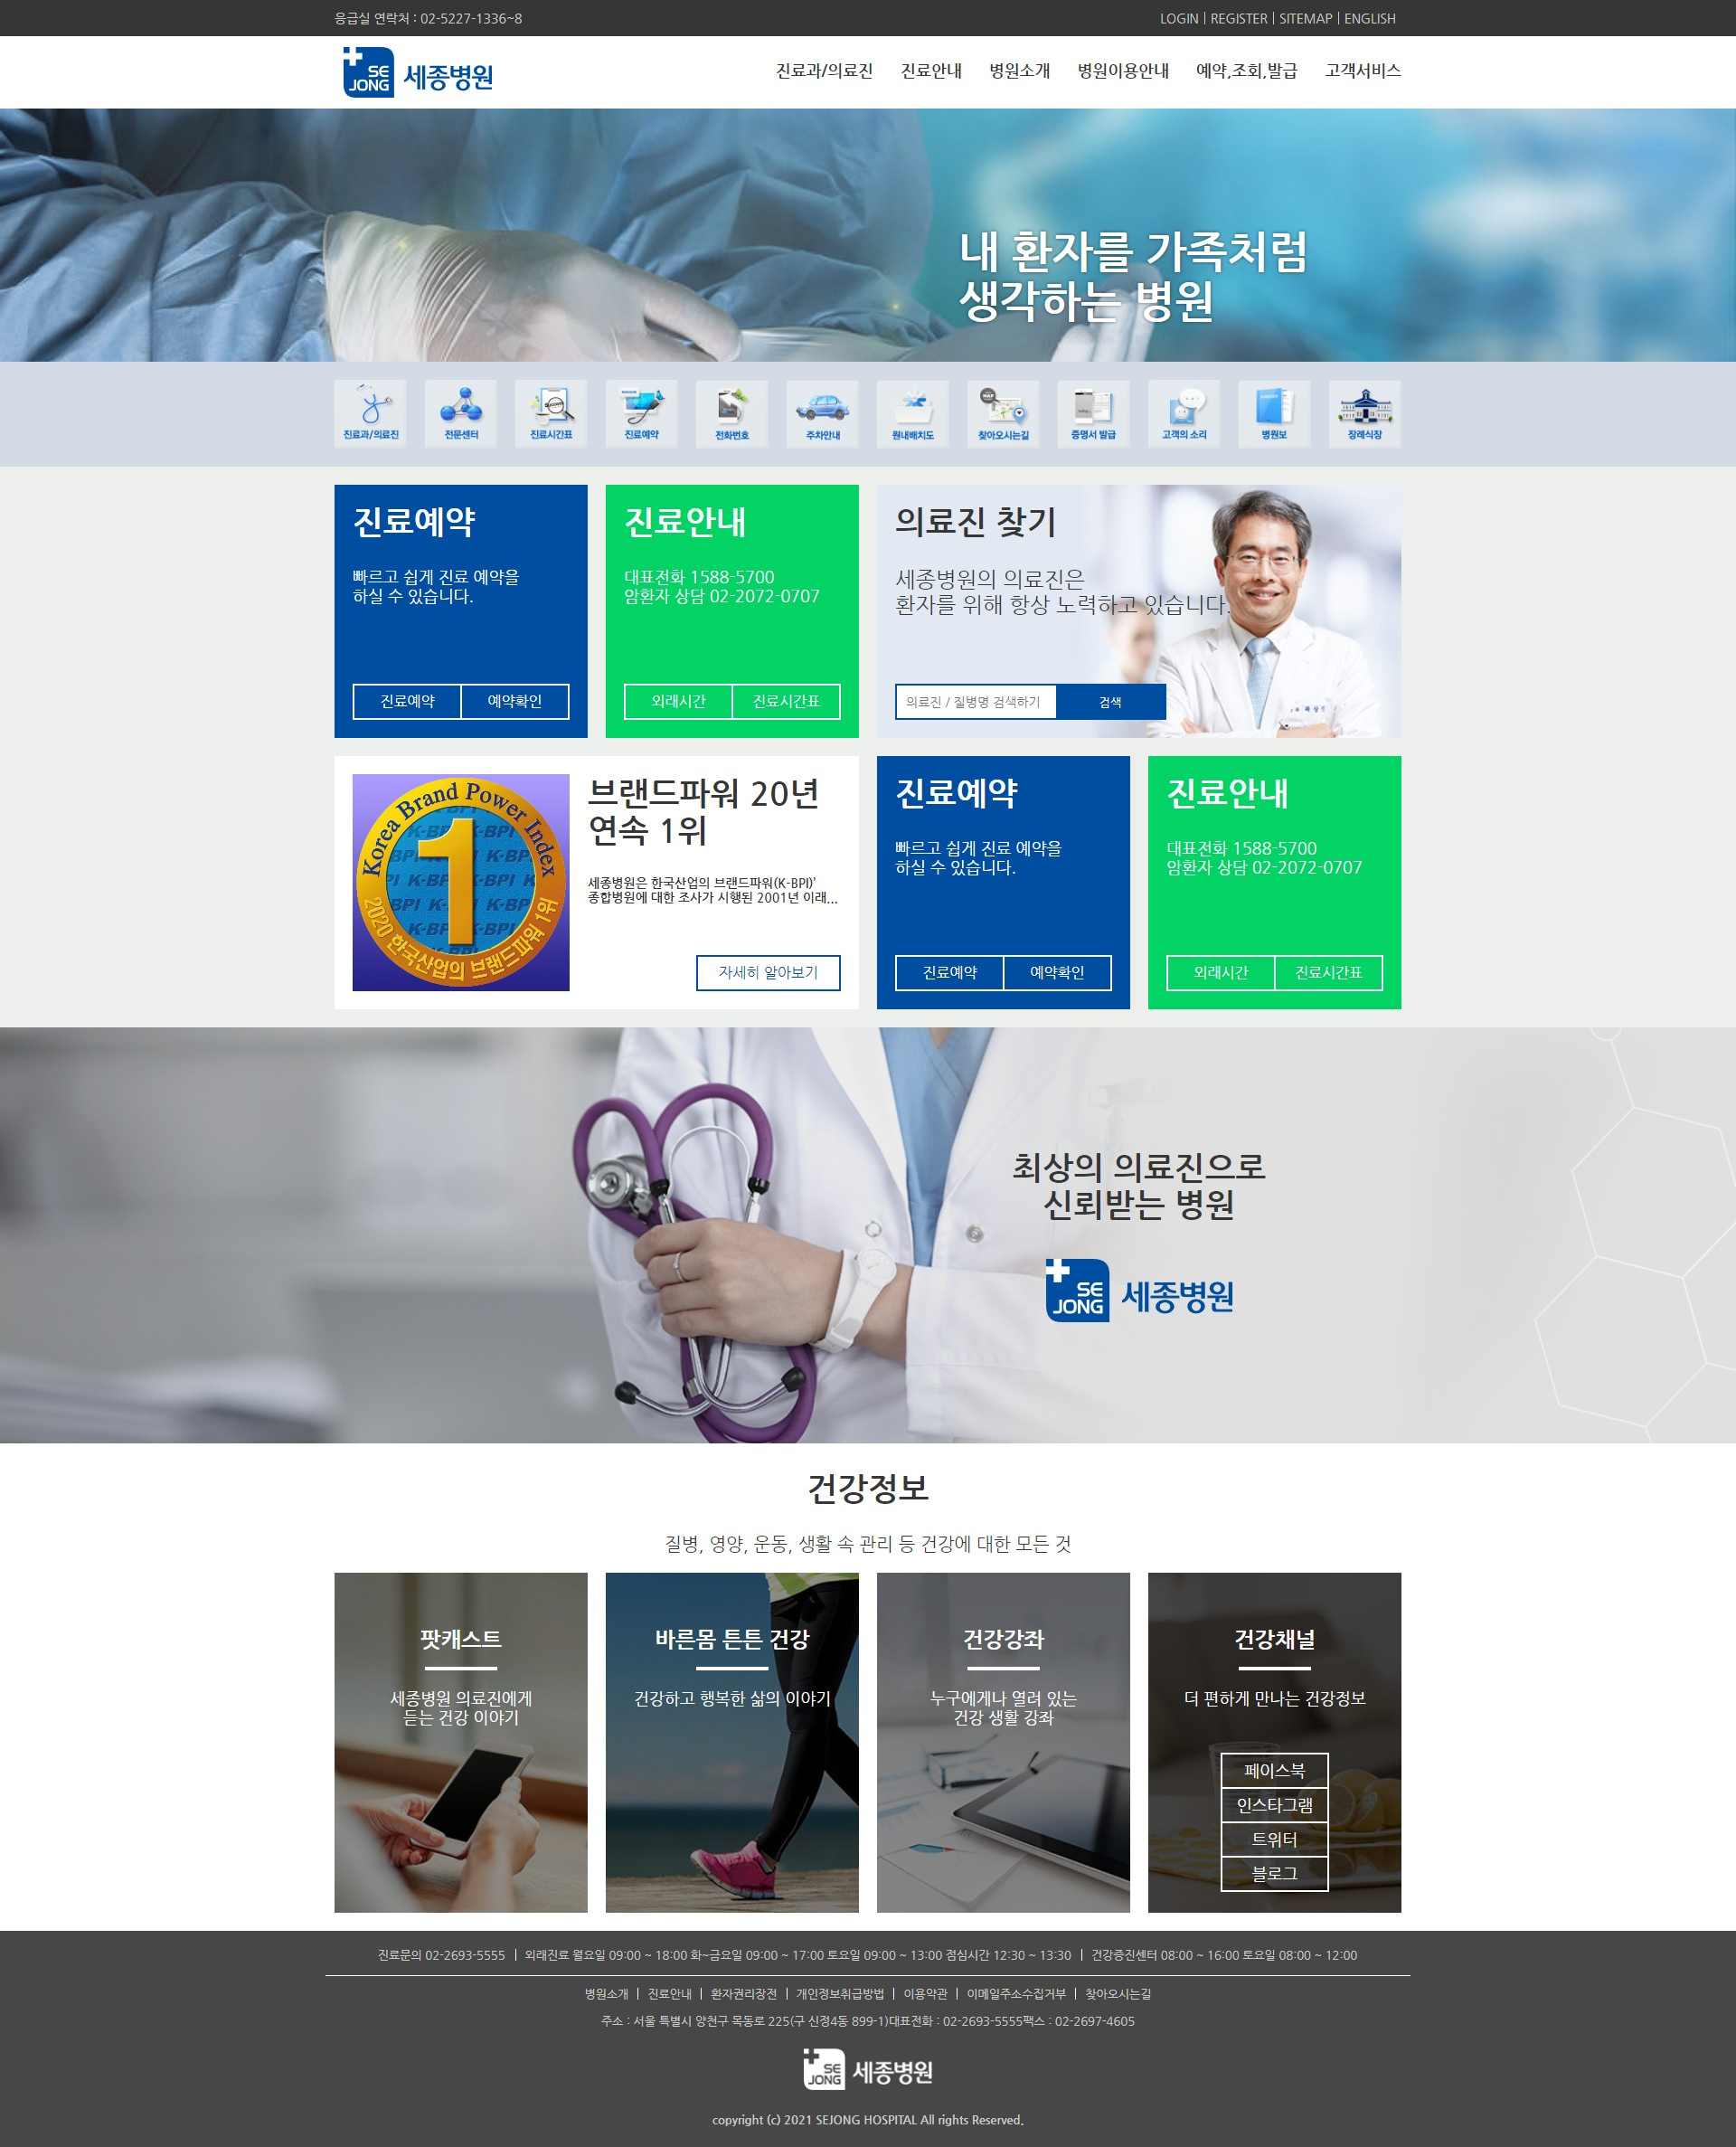 응급실 연락처 : 02-5227-1336~8
LOGIN | REGISTER | SITEMAP | ENGLISH
SE JONG 세종병원
진료과/의료진 진료안내 병원소개 병원이용안내 예약,조회,발급 고객서비스
내 환자를 가족처럼
생각하는 병원
진료과/의료진 전문센터 진료시간표 진료예약 전화번호 주차안내 원내배치도 찾아오시는길 증명서 발급 고객의 소리 병원보 장례식장
진료예약
빠르고 쉽게 진료 예약을
하실 수 있습니다.
진료예약 예약확인
진료안내
대표전화 1588-5700
암환자 상담 02-2072-0707
외래시간 진료시간표
의료진 찾기
세종병원의 의료진은
환자를 위해 항상 노력하고 있습니다.
의료진 / 질병명 검색하기 검색
Korea Brand Power Index
1
K-BPI
2020 한국산업의 브랜드파워 1위
브랜드파워 20년
연속 1위
세종병원은 한국산업의 브랜드파워(K-BPI)’
종합병원에 대한 조사가 시행된 2001년 이래...
자세히 알아보기
진료예약
빠르고 쉽게 진료 예약을
하실 수 있습니다.
진료예약 예약확인
진료안내
대표전화 1588-5700
암환자 상담 02-2072-0707
외래시간 진료시간표
최상의 의료진으로
신뢰받는 병원
SE JONG 세종병원
건강정보
질병, 영양, 운동, 생활 속 관리 등 건강에 대한 모든 것
팟캐스트
세종병원 의료진에게
듣는 건강 이야기
바른몸 튼튼 건강
건강하고 행복한 삶의 이야기
건강강좌
누구에게나 열려 있는
건강 생활 강좌
건강채널
더 편하게 만나는 건강정보
페이스북
인스타그램
트위터
블로그
진료문의 02-2693-5555 | 외래진료 월요일 09:00 ~ 18:00 화~금요일 09:00 ~ 17:00 토요일 09:00 ~ 13:00 점심시간 12:30 ~ 13:30 | 건강증진센터 08:00 ~ 16:00 토요일 08:00 ~ 12:00
병원소개 | 진료안내 | 환자권리장전 | 개인정보취급방법 | 이용약관 | 이메일주소수집거부 | 찾아오시는길
주소 : 서울 특별시 양천구 목동로 225(구 신정4동 899-1)대표전화 : 02-2693-5555팩스 : 02-2697-4605
SE JONG 세종병원
copyright (c) 2021 SEJONG HOSPITAL All rights Reserved.